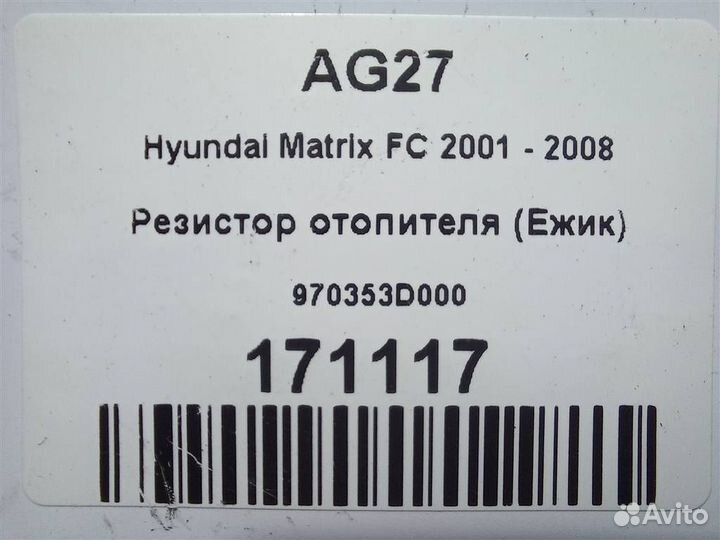 AG27
Hyundai Matrix FC 2001 - 2008
Резистор отопителя (Ежик)
970353D000
171117
Avito